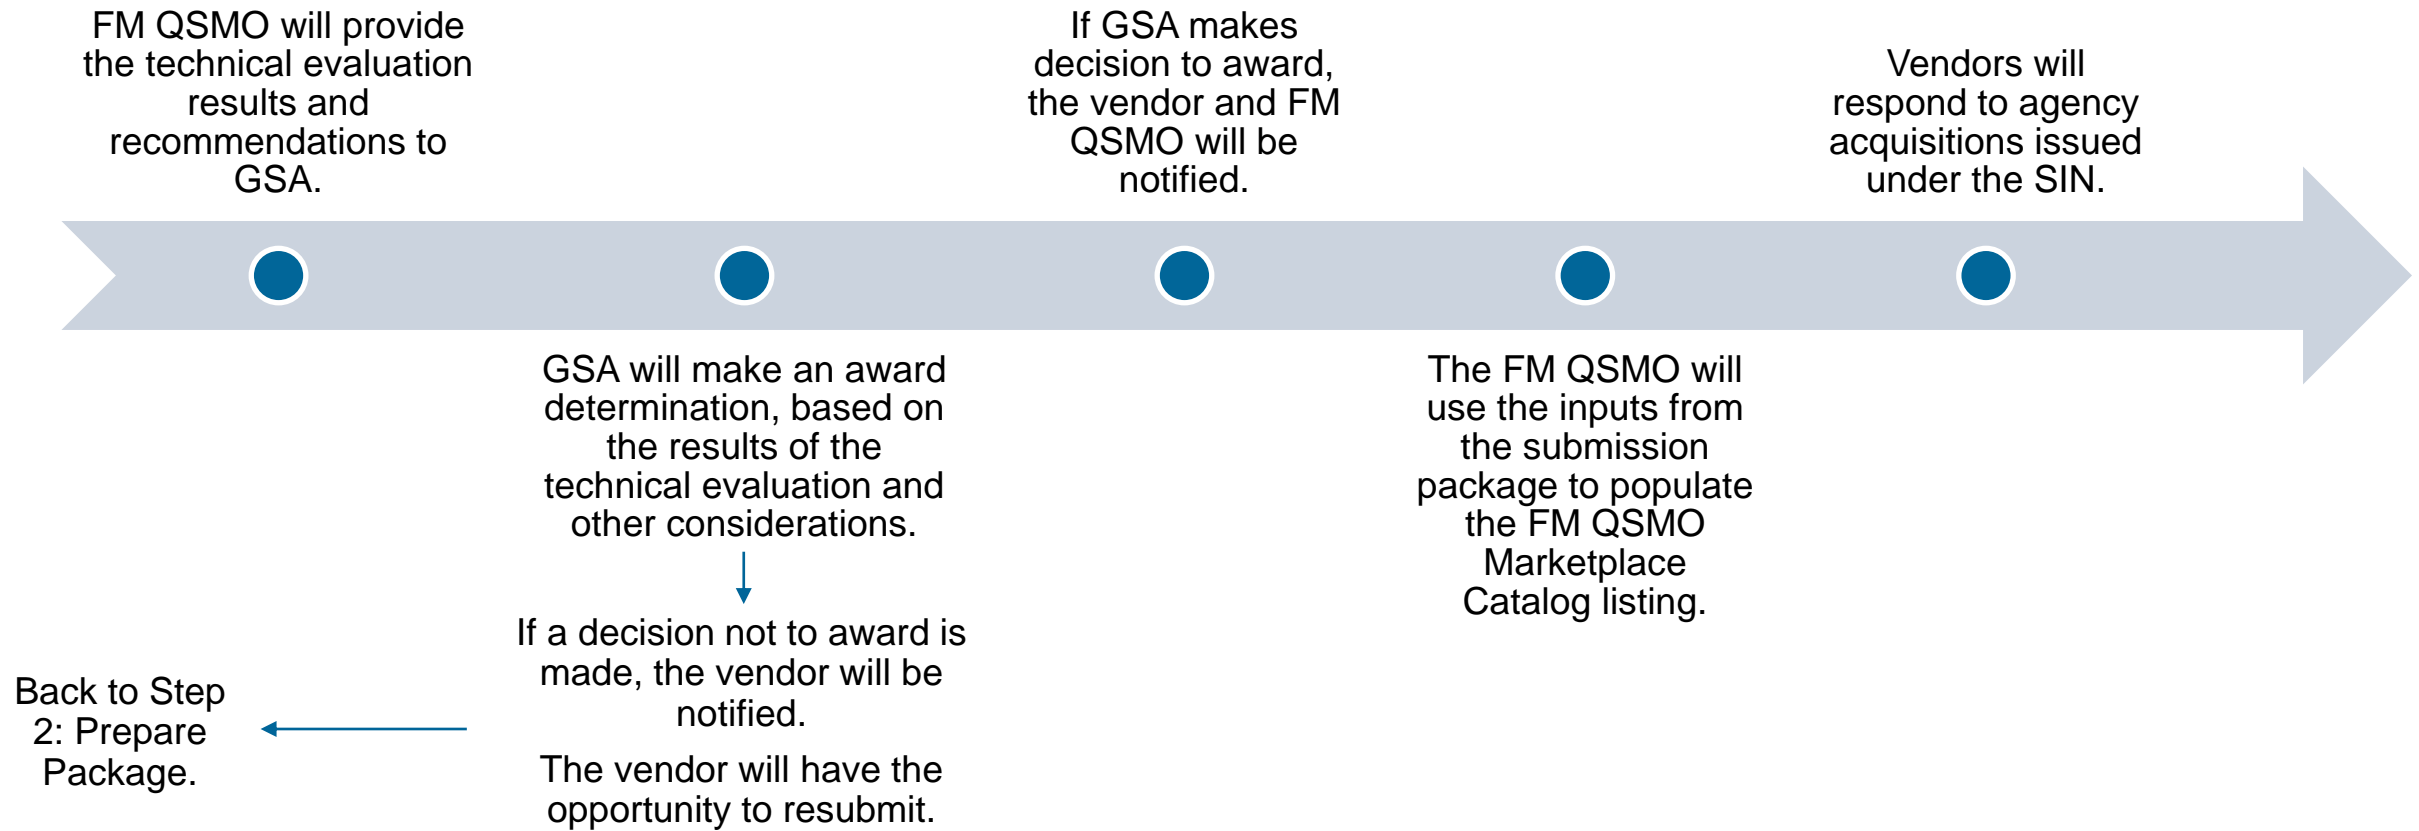 FM QSMO will provide
the technical evaluation
results and
recommendations to
GSA.
GSA will make an award
determination, based on
the results of the
technical evaluation and
other considerations.
If a decision not to award is
made, the vendor will be
notified.
The vendor will have the
opportunity to resubmit.
Back to Step
2: Prepare
Package.
If GSA makes
decision to award,
the vendor and FM
QSMO will be
notified.
The FM QSMO will
use the inputs from
the submission
package to populate
the FM QSMO
Marketplace
Catalog listing.
Vendors will
respond to agency
acquisitions issued
under the SIN.